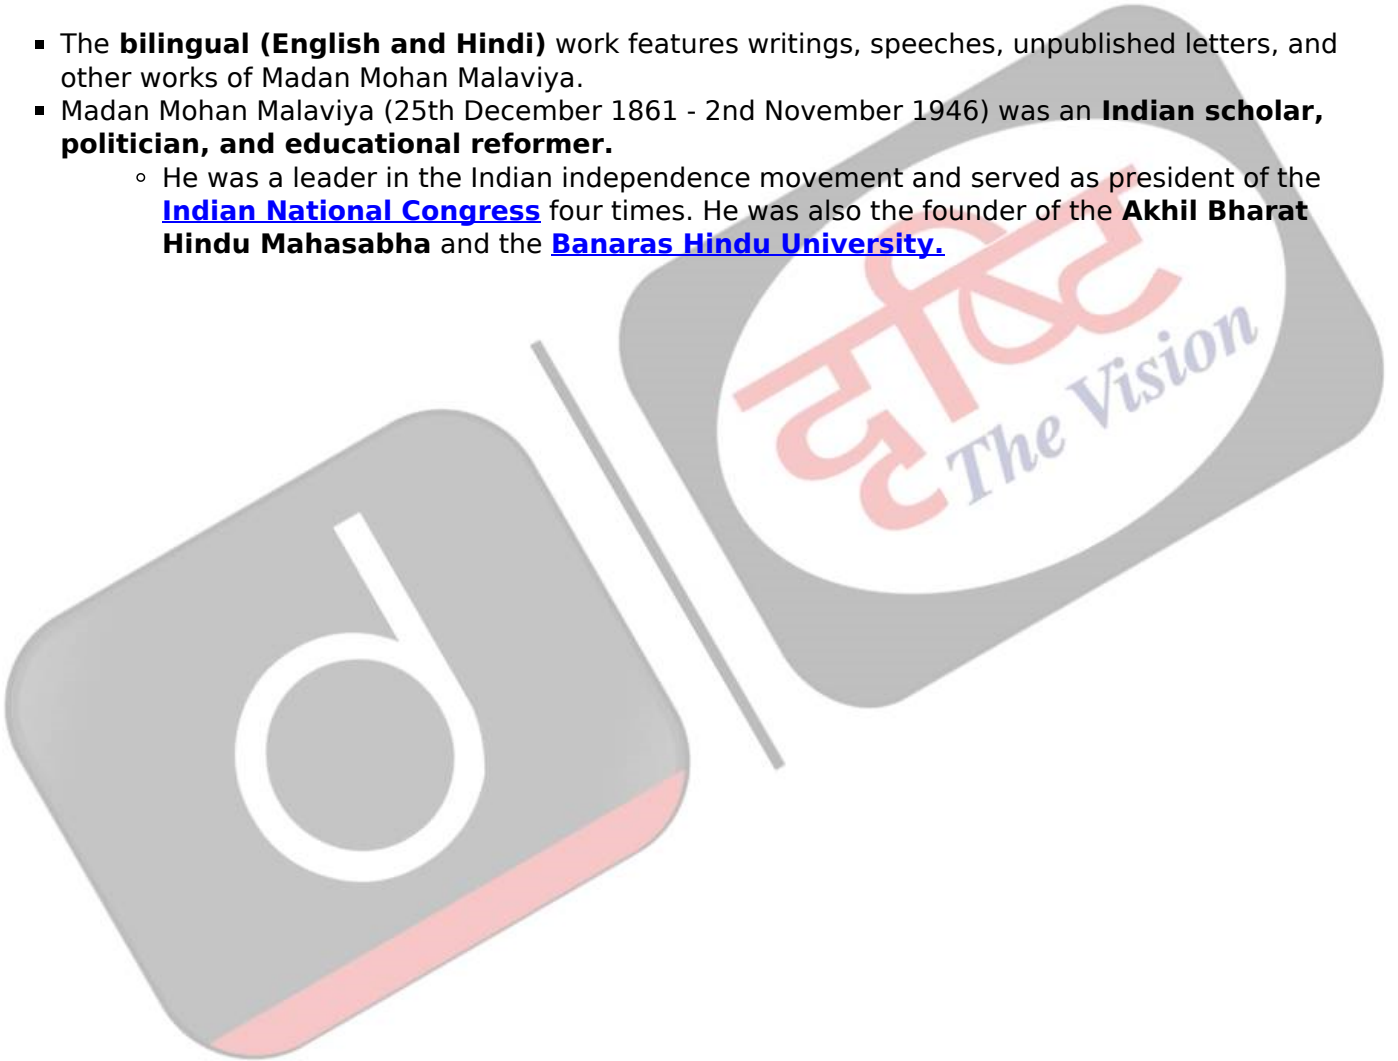 The bilingual (English and Hindi) work features writings, speeches, unpublished letters, and
other works of Madan Mohan Malaviya.
Madan Mohan Malaviya (25th December 1861 - 2nd November 1946) was an Indian scholar,
politician, and educational reformer.
He was a leader in the Indian independence movement and served as president of the
Indian National Congress four times. He was also the founder of the Akhil Bharat
Hindu Mahasabha and the Banaras Hindu University.
दृष्टि
The Vision
d